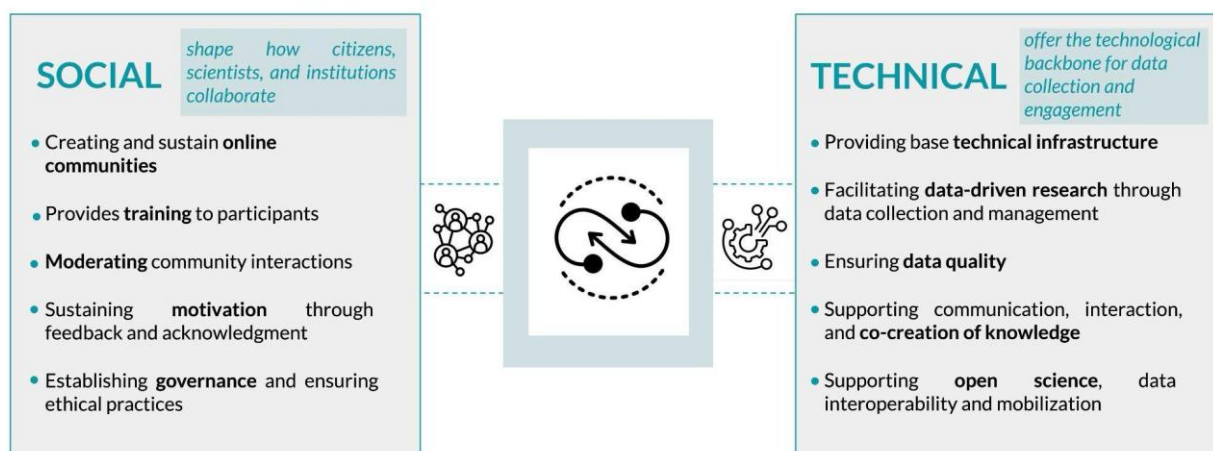 SOCIAL
shape how citizens,
scientists, and institutions
collaborate
Creating and sustain online
communities
Provides training to participants
Moderating community interactions
Sustaining motivation through
feedback and acknowledgment
Establishing governance and ensuring
ethical practices
TECHNICAL
offer the technological
backbone for data
collection and
engagement
Providing base technical infrastructure
Facilitating data-driven research through
data collection and management
Ensuring data quality
Supporting communication, interaction,
and co-creation of knowledge
Supporting open science, data
interoperability and mobilization